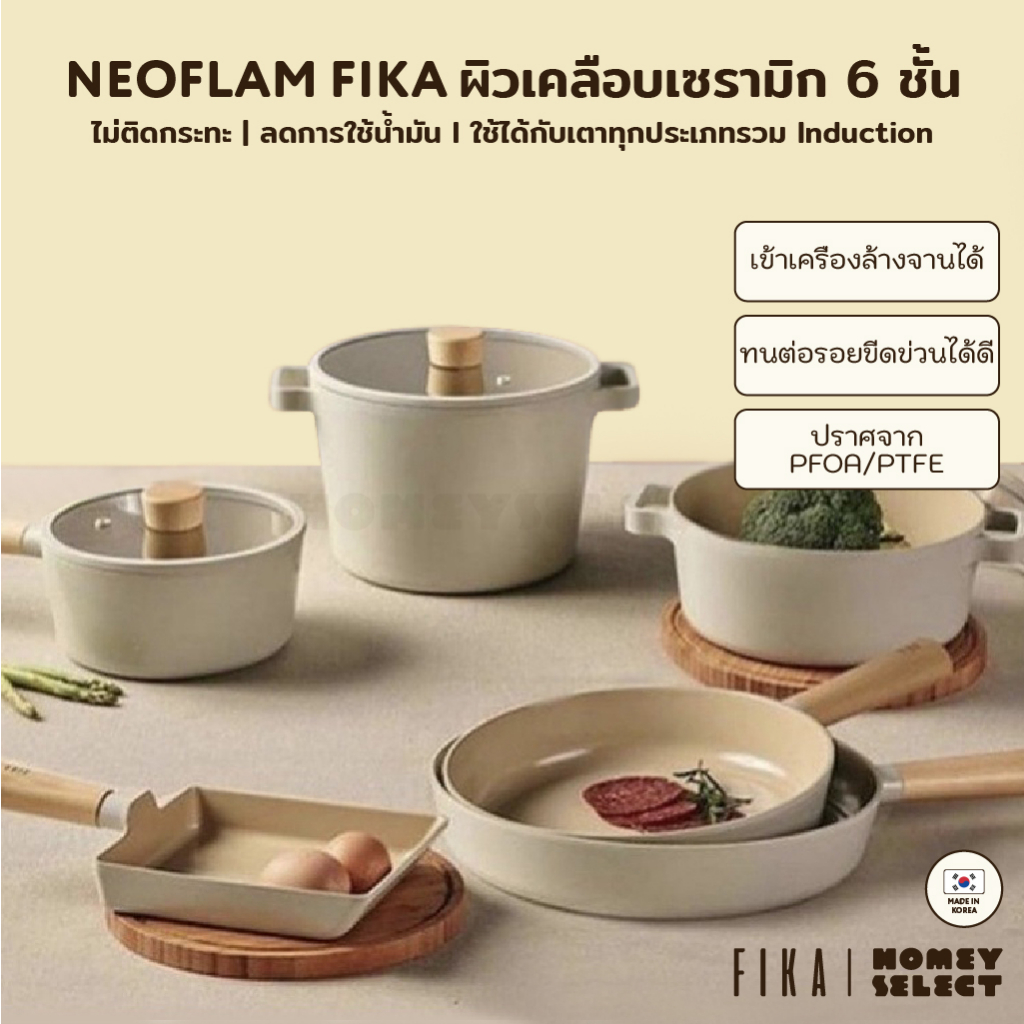 NEOFLAM FIKA ผิวเคลือบเซรามิก 6 ชั้น
ไม่ติดกระทะ | ลดการใช้น้ำมัน | ใช้ได้กับเตาทุกประเภทรวม Induction
เข้าเครื่องล้างจานได้
ทนต่อรอยขีดข่วนได้ดี
ปราศจาก
PFOA/PTFE
MADE IN
KOREA
FIKA | HOMEY
SELECT